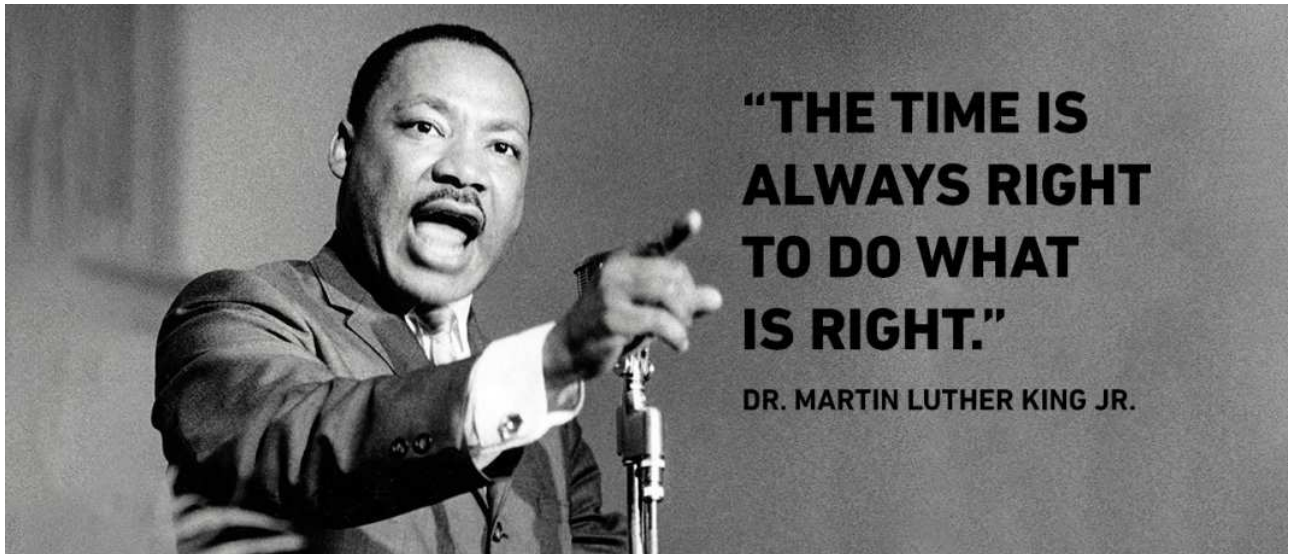 “THE TIME IS
ALWAYS RIGHT
TO DO WHAT
IS RIGHT.”
DR. MARTIN LUTHER KING JR.